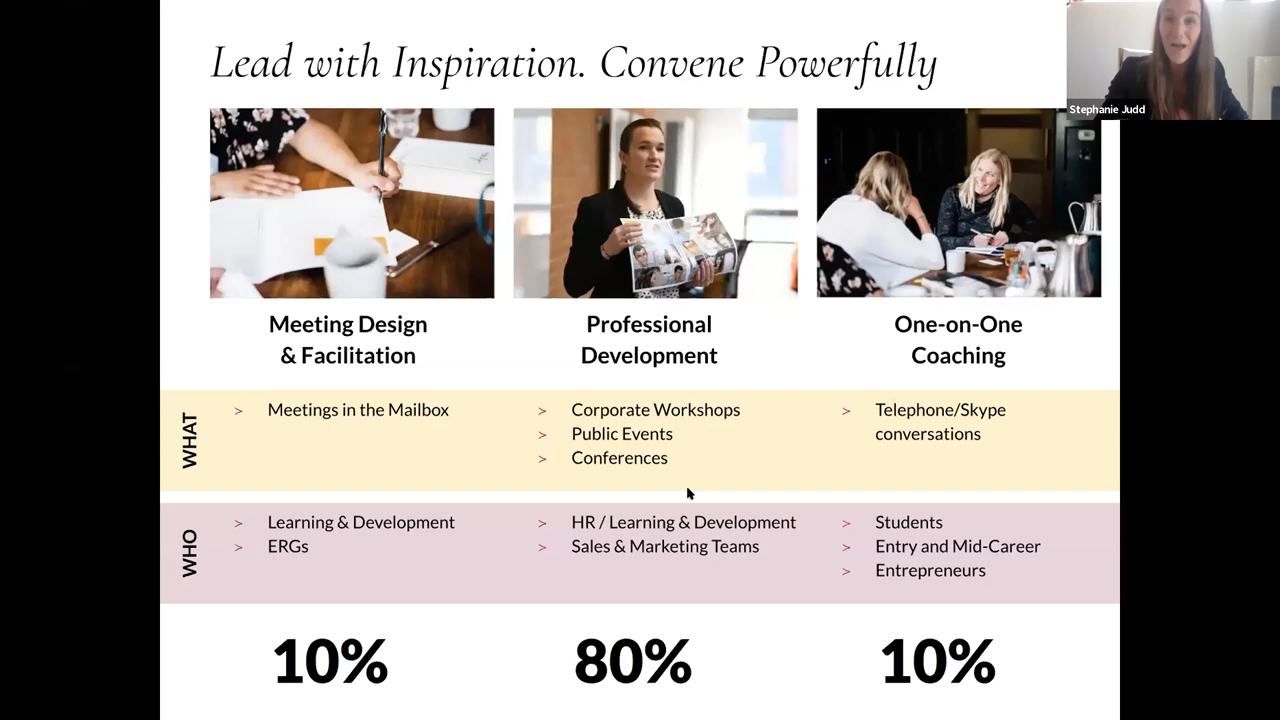 Lead with Inspiration. Convene Powerfully
Stephanie Judd
Meeting Design
& Facilitation
Professional
Development
One-on-One
Coaching
WHAT
> Meetings in the Mailbox
> Corporate Workshops
> Public Events
> Conferences
> Telephone/Skype
conversations
WHO
> Learning & Development
> ERGs
> HR / Learning & Development
> Sales & Marketing Teams
> Students
> Entry and Mid-Career
> Entrepreneurs
10%
80%
10%